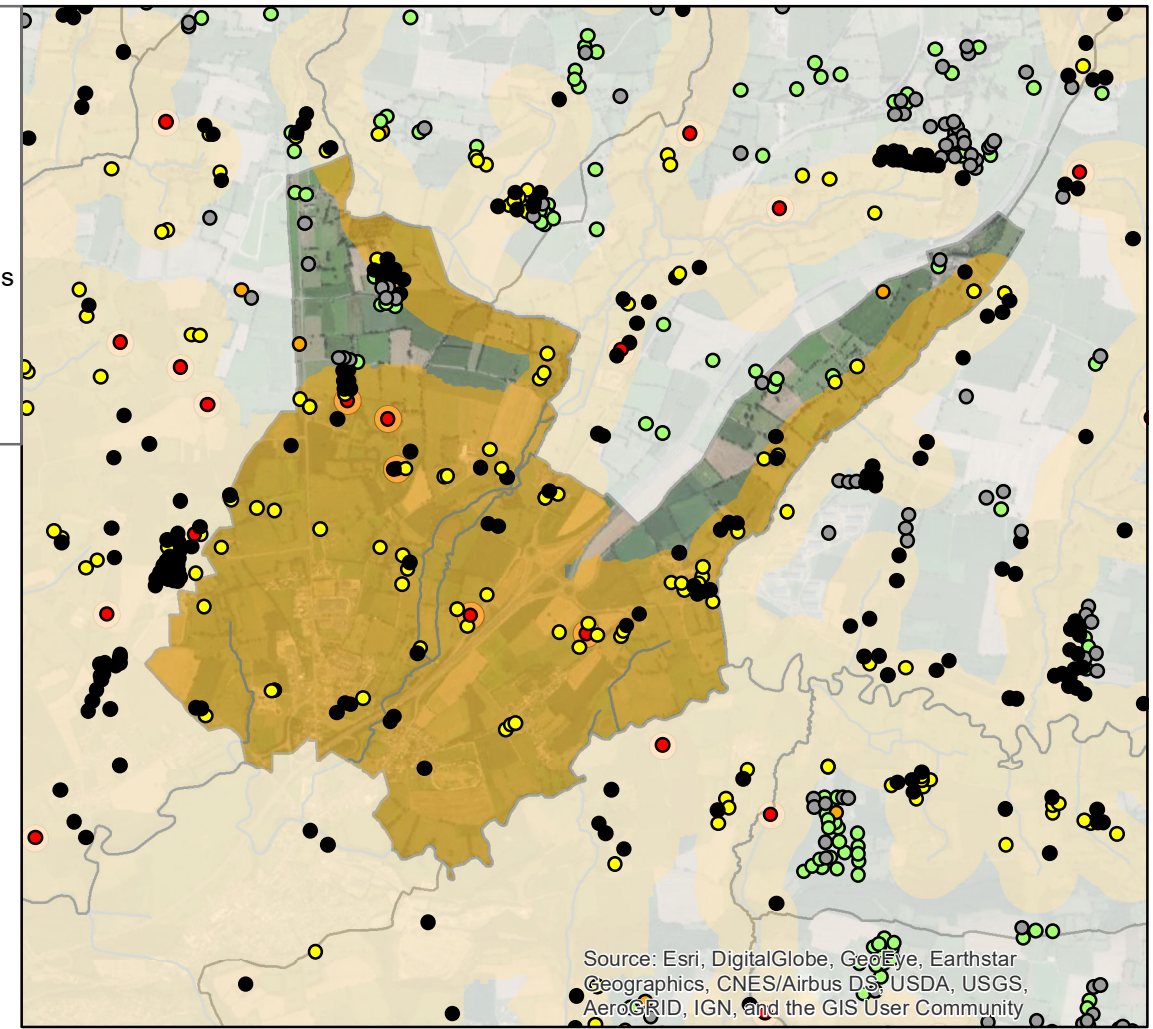 s
Source: Esri, DigitalGlobe, GeoEye, Earthstar
Geographics, CNES/Airbus DS, USDA, USGS,
AeroGRID, IGN, and the GIS User Community